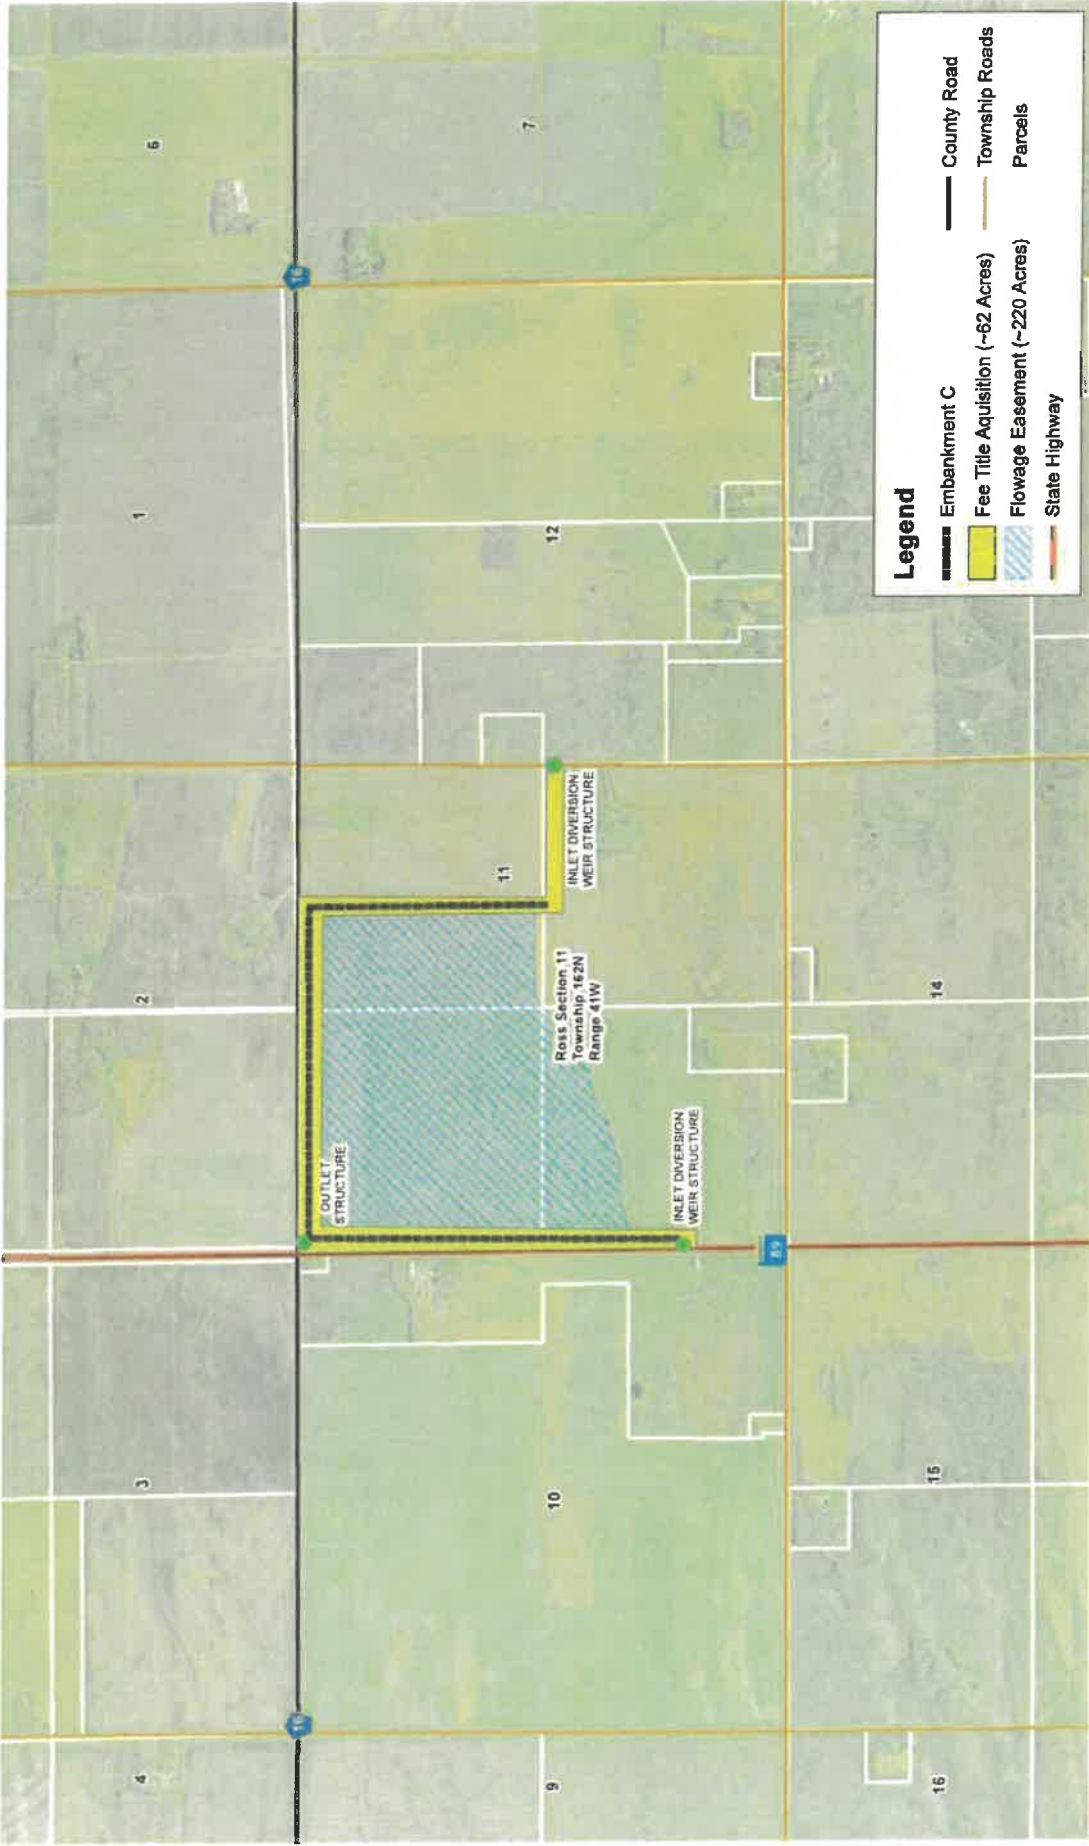 4
3
2
1
6
16
16
OUTLET
STRUCTURE
9
10
11
12
7
INLET DIVERSION
WEIR STRUCTURE
Ross Section 11
Township 162N
Range 41W
INLET DIVERSION
WEIR STRUCTURE
89
16
15
14
Legend
Embankment C
Fee Title Aquisition (~62 Acres)
Flowage Easement (~220 Acres)
State Highway
County Road
Township Roads
Parcels